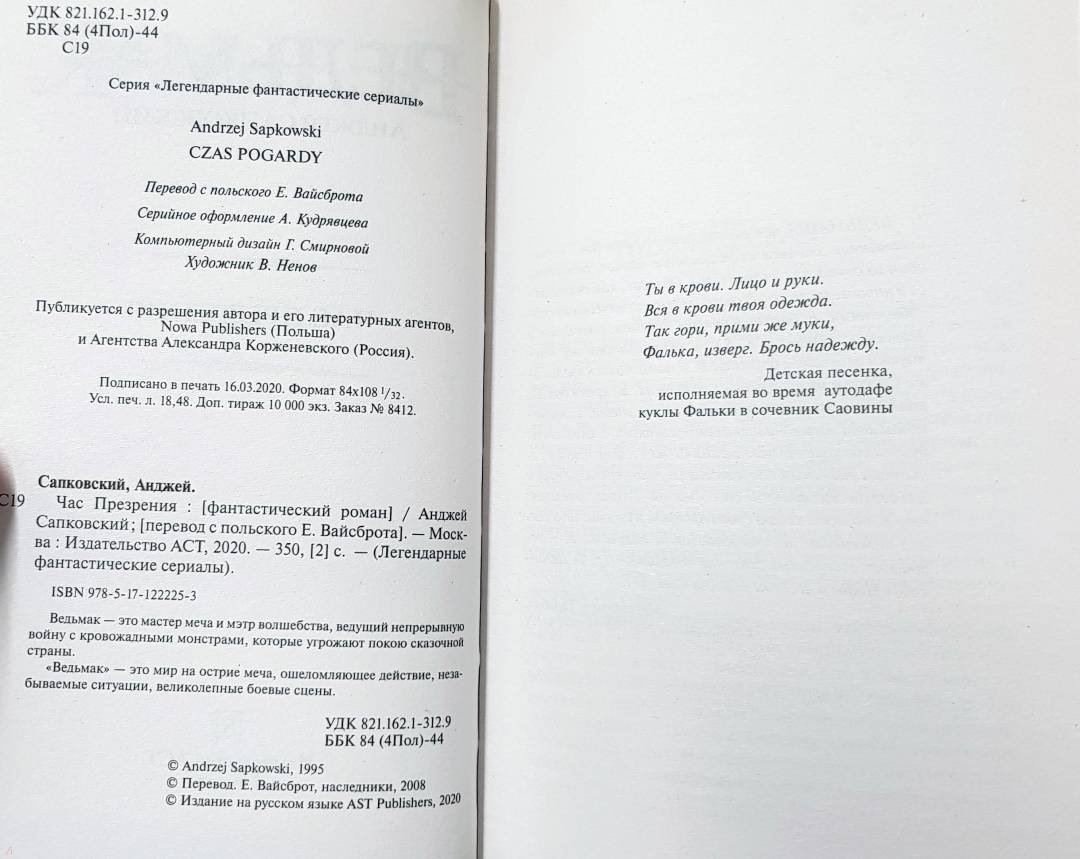 УДК 821.162.1-312.9
ББК 84 (4Пол)-44
С19
Серия «Легендарные фантастические сериалы»
Andrzej Sapkowski
CZAS POGARDY
Перевод с польского Е. Вайсброта
Серийное оформление А. Кудрявцева
Компьютерный дизайн Г. Смирновой
Художник В. Ненов
Публикуется с разрешения автора и его литературных агентов,
Nowa Publishers (Польша)
и Агентства Александра Корженевского (Россия).
Подписано в печать 16.03.2020. Формат 84х108 1/32.
Усл. печ. л. 18,48. Доп. тираж 10 000 экз. Заказ № 8412.
Сапковский, Анджей.
С19 Час Презрения : [фантастический роман] / Анджей
Сапковский; [перевод с польского Е. Вайсброта]. — Моск-
ва : Издательство АСТ, 2020. — 350, [2] с. — (Легендарные
фантастические сериалы).
ISBN 978-5-17-122225-3
Ведьмак — это мастер меча и мэтр волшебства, ведущий непрерывную
войну с кровожадными монстрами, которые угрожают покою сказочной
страны.
«Ведьмак» — это мир на острие меча, ошеломляющее действие, неза-
бываемые ситуации, великолепные боевые сцены.
УДК 821.162.1-312.9
ББК 84 (4Пол)-44
© Andrzej Sapkowski, 1995
© Перевод. Е. Вайсброт, наследники, 2008
© Издание на русском языке AST Publishers, 2020
Ты в крови. Лицо и руки.
Вся в крови твоя одежда.
Так гори, прими же муки,
Фалька, изверг. Брось надежду.
Детская песенка,
исполняемая во время аутодафе
куклы Фальки в сочевник Саовины